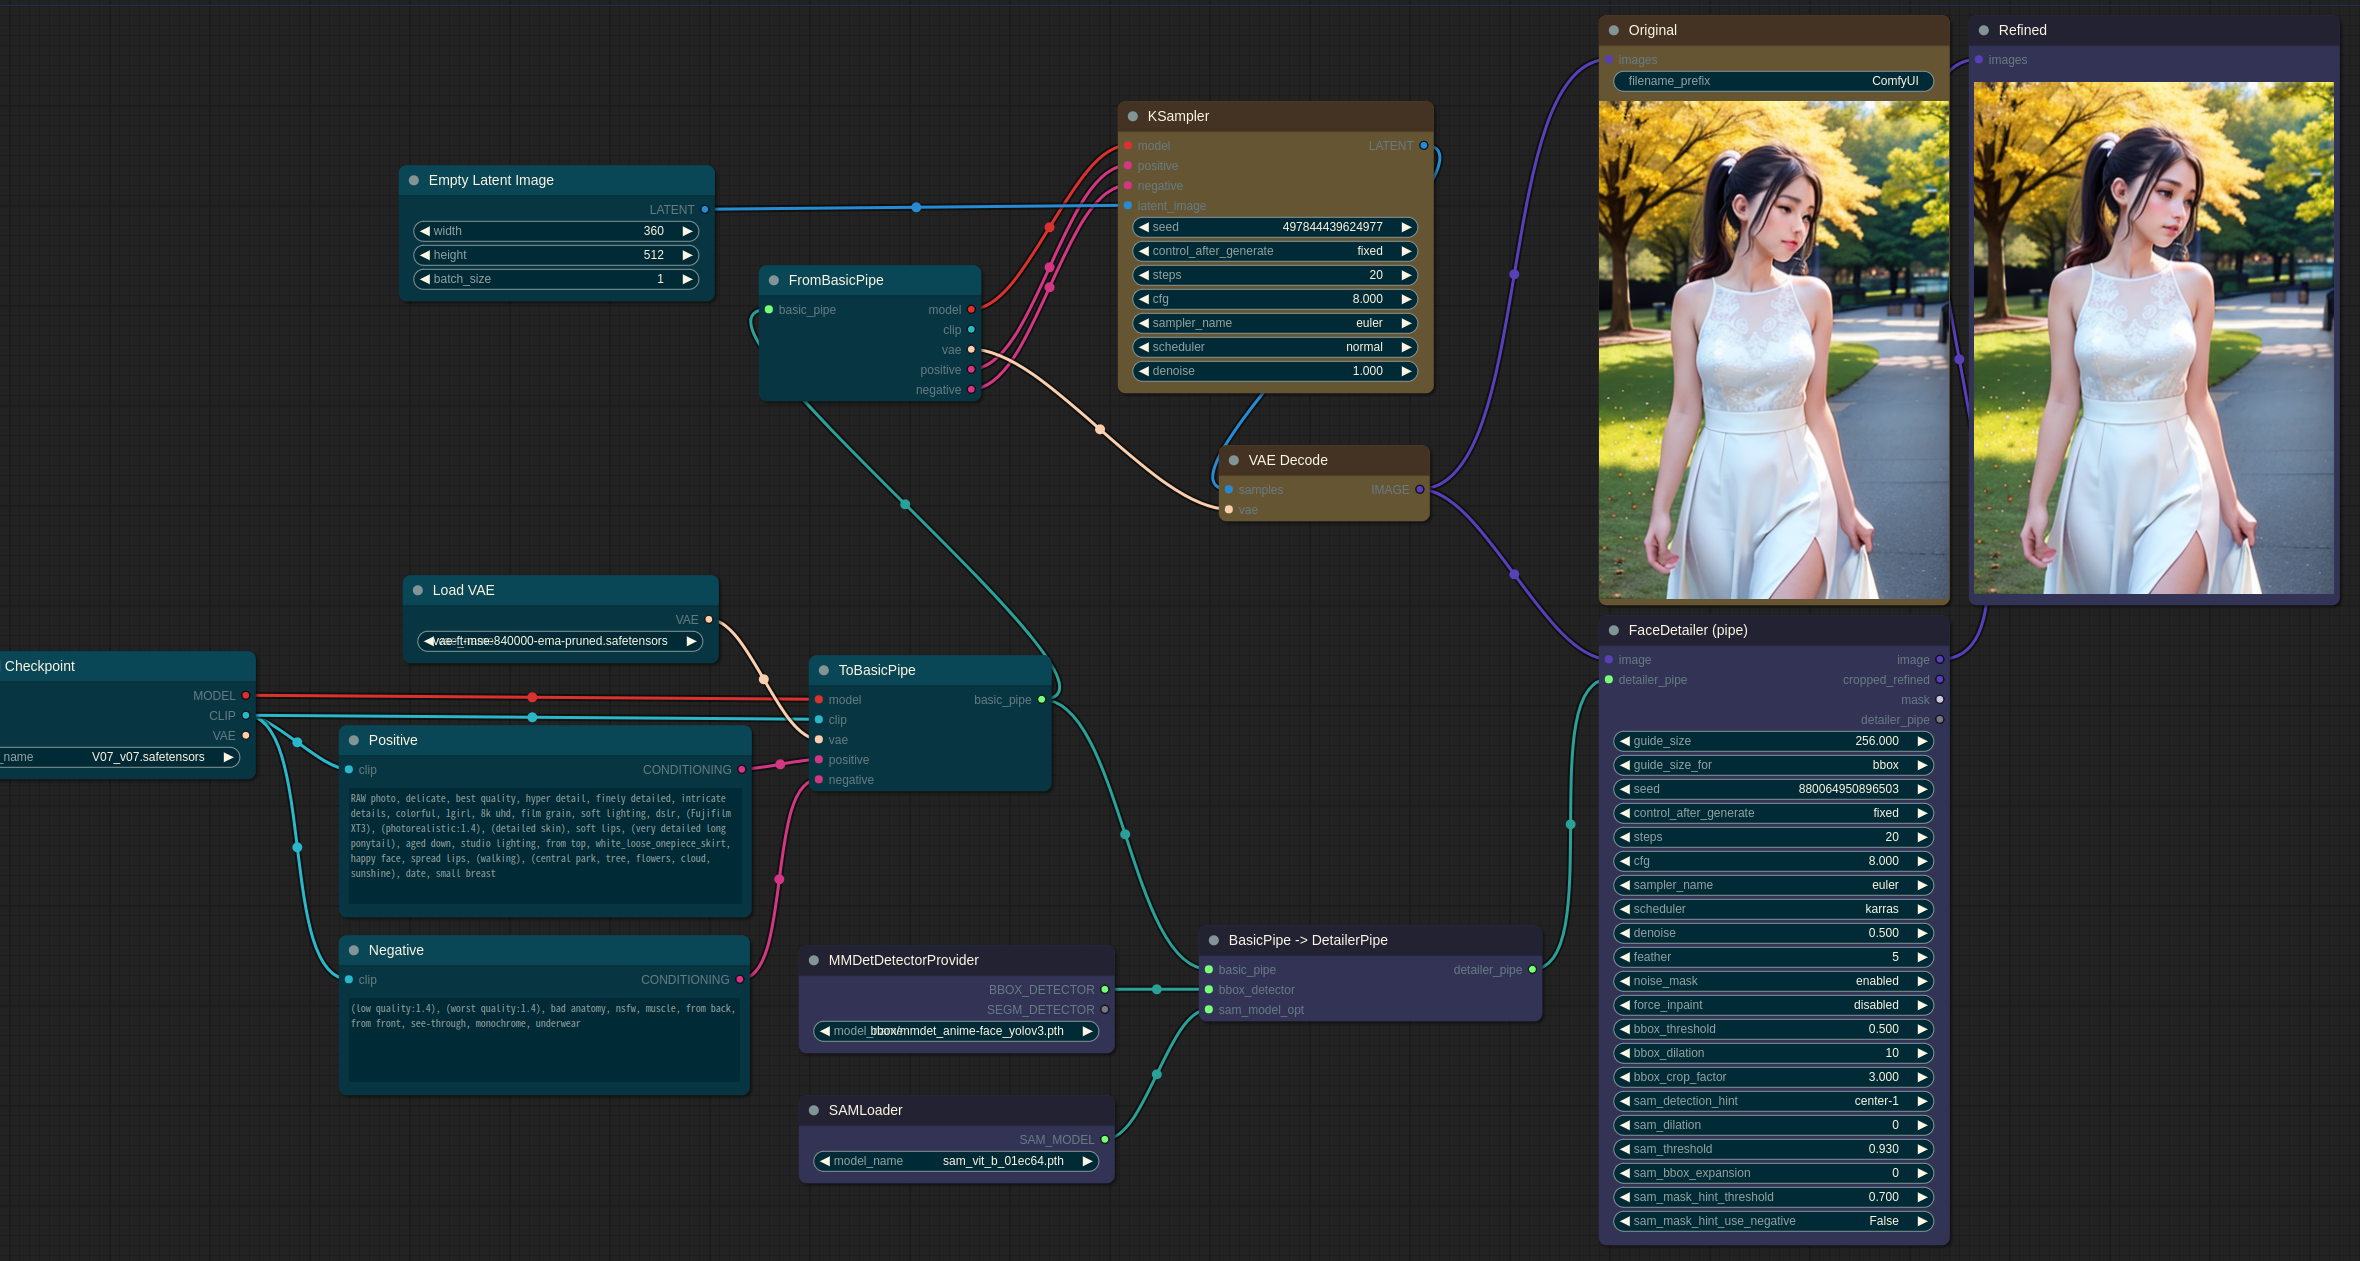 Empty Latent Image
LATENT
width 360
height 512
batch_size 1
FromBasicPipe
basic_pipe model
clip
vae
positive
negative
KSampler
model LATENT
positive
negative
latent_image
seed 497844439624977
control_after_generate fixed
steps 20
cfg 8.000
sampler_name euler
scheduler normal
denoise 1.000
VAE Decode
samples IMAGE
vae
Original
images
filename_prefix ComfyUI
Refined
images
Load VAE
VAE
vae-ft-mse-840000-ema-pruned.safetensors
Checkpoint
MODEL
CLIP
VAE
_name V07_v07.safetensors
ToBasicPipe
model basic_pipe
clip
vae
positive
negative
Positive
clip CONDITIONING
RAW photo, delicate, best quality, hyper detail, finely detailed, intricate
details, colorful, 1girl, 8k uhd, film grain, soft lighting, dslr, (Fujifilm
XT3), (photorealistic:1.4), (detailed skin), soft lips, (very detailed long
ponytail), aged down, studio lighting, from top, white_loose_onepiece_skirt,
happy face, spread lips, (walking), (central park, tree, flowers, cloud,
sunshine), date, small breast
Negative
clip CONDITIONING
(low quality:1.4), (worst quality:1.4), bad anatomy, nsfw, muscle, from back,
from front, see-through, monochrome, underwear
MMDetDetectorProvider
BBOX_DETECTOR
SEGM_DETECTOR
model_name bbox/mmdet_anime-face_yolov3.pth
SAMLoader
SAM_MODEL
model_name sam_vit_b_01ec64.pth
BasicPipe -> DetailerPipe
basic_pipe detailer_pipe
bbox_detector
sam_model_opt
FaceDetailer (pipe)
image image
detailer_pipe cropped_refined
mask
detailer_pipe
guide_size 256.000
guide_size_for bbox
seed 880064950896503
control_after_generate fixed
steps 20
cfg 8.000
sampler_name euler
scheduler karras
denoise 0.500
feather 5
noise_mask enabled
force_inpaint disabled
bbox_threshold 0.500
bbox_dilation 10
bbox_crop_factor 3.000
sam_detection_hint center-1
sam_dilation 0
sam_threshold 0.930
sam_bbox_expansion 0
sam_mask_hint_threshold 0.700
sam_mask_hint_use_negative False